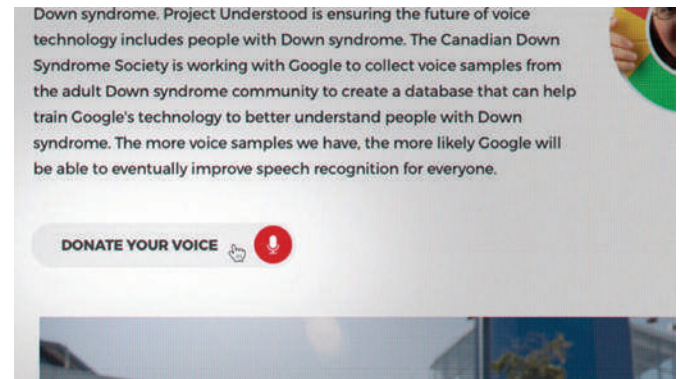 Down syndrome. Project Understood is ensuring the future of voice
technology includes people with Down syndrome. The Canadian Down
Syndrome Society is working with Google to collect voice samples from
the adult Down syndrome community to create a database that can help
train Google's technology to better understand people with Down
syndrome. The more voice samples we have, the more likely Google will
be able to eventually improve speech recognition for everyone.
DONATE YOUR VOICE